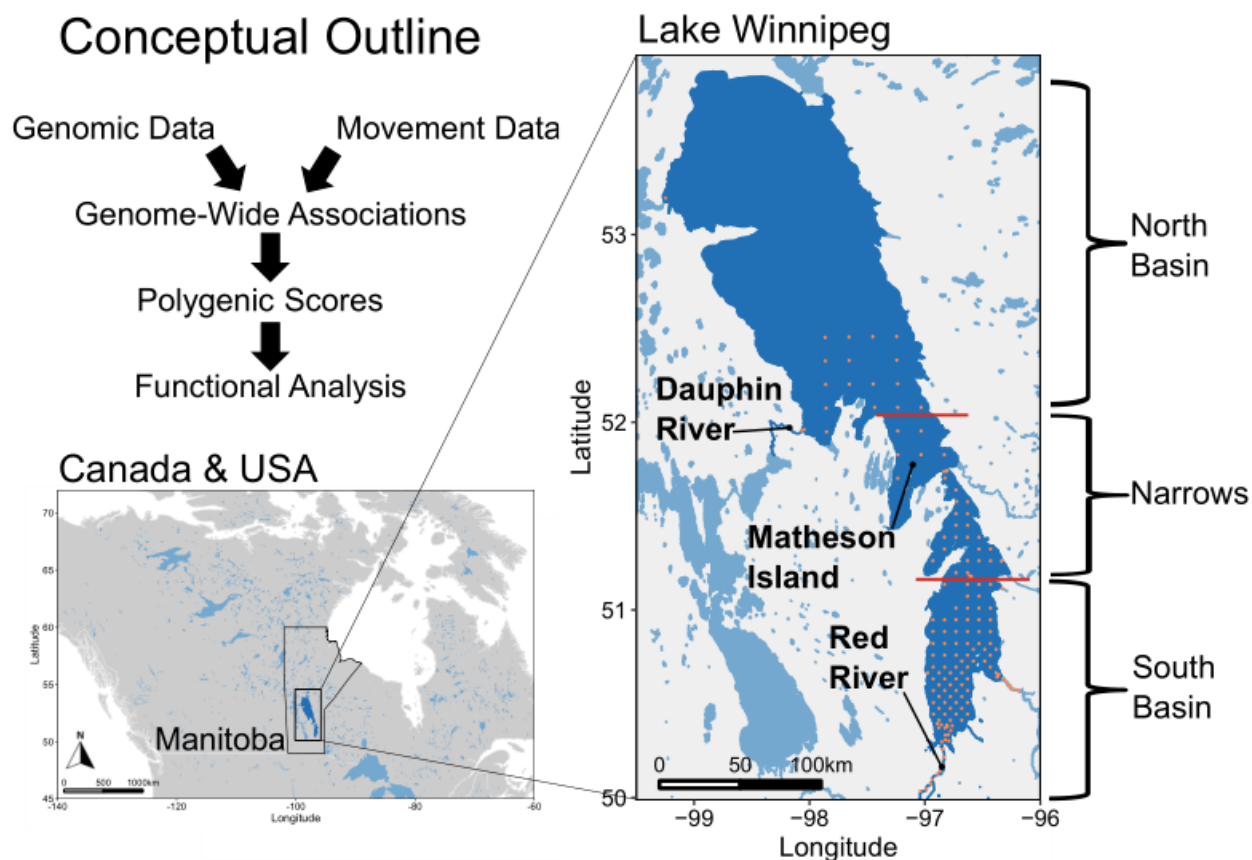 Conceptual Outline
Genomic Data
Movement Data
Genome-Wide Associations
Polygenic Scores
Functional Analysis
Canada & USA
70
65
60
55
50
45
Latitude
Manitoba
N
0 500 1000km
-140 -120 -100 -80 -60
Longitude
Lake Winnipeg
53
52
51
50
Latitude
Dauphin
River
Matheson
Island
Red
River
0 50 100km
−99 −98 −97 −96
Longitude
North
Basin
Narrows
South
Basin